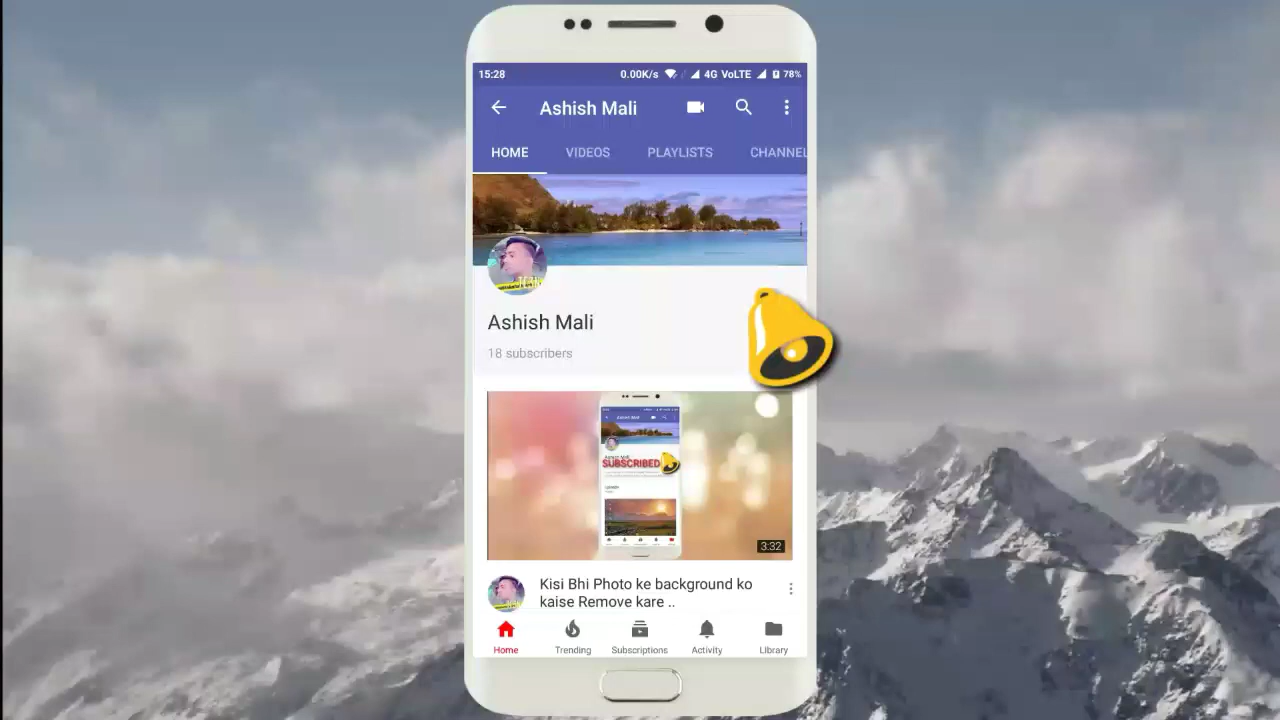 15:28 0.00K/s 4G VoLTE 78%
Ashish Mali
HOME VIDEOS PLAYLISTS CHANNEL
Ashish Mali
18 subscribers
Ashish Mali
SUBSCRIBED
3:32
Kisi Bhi Photo ke background ko
kaise Remove kare ..
Home Trending Subscriptions Activity Library